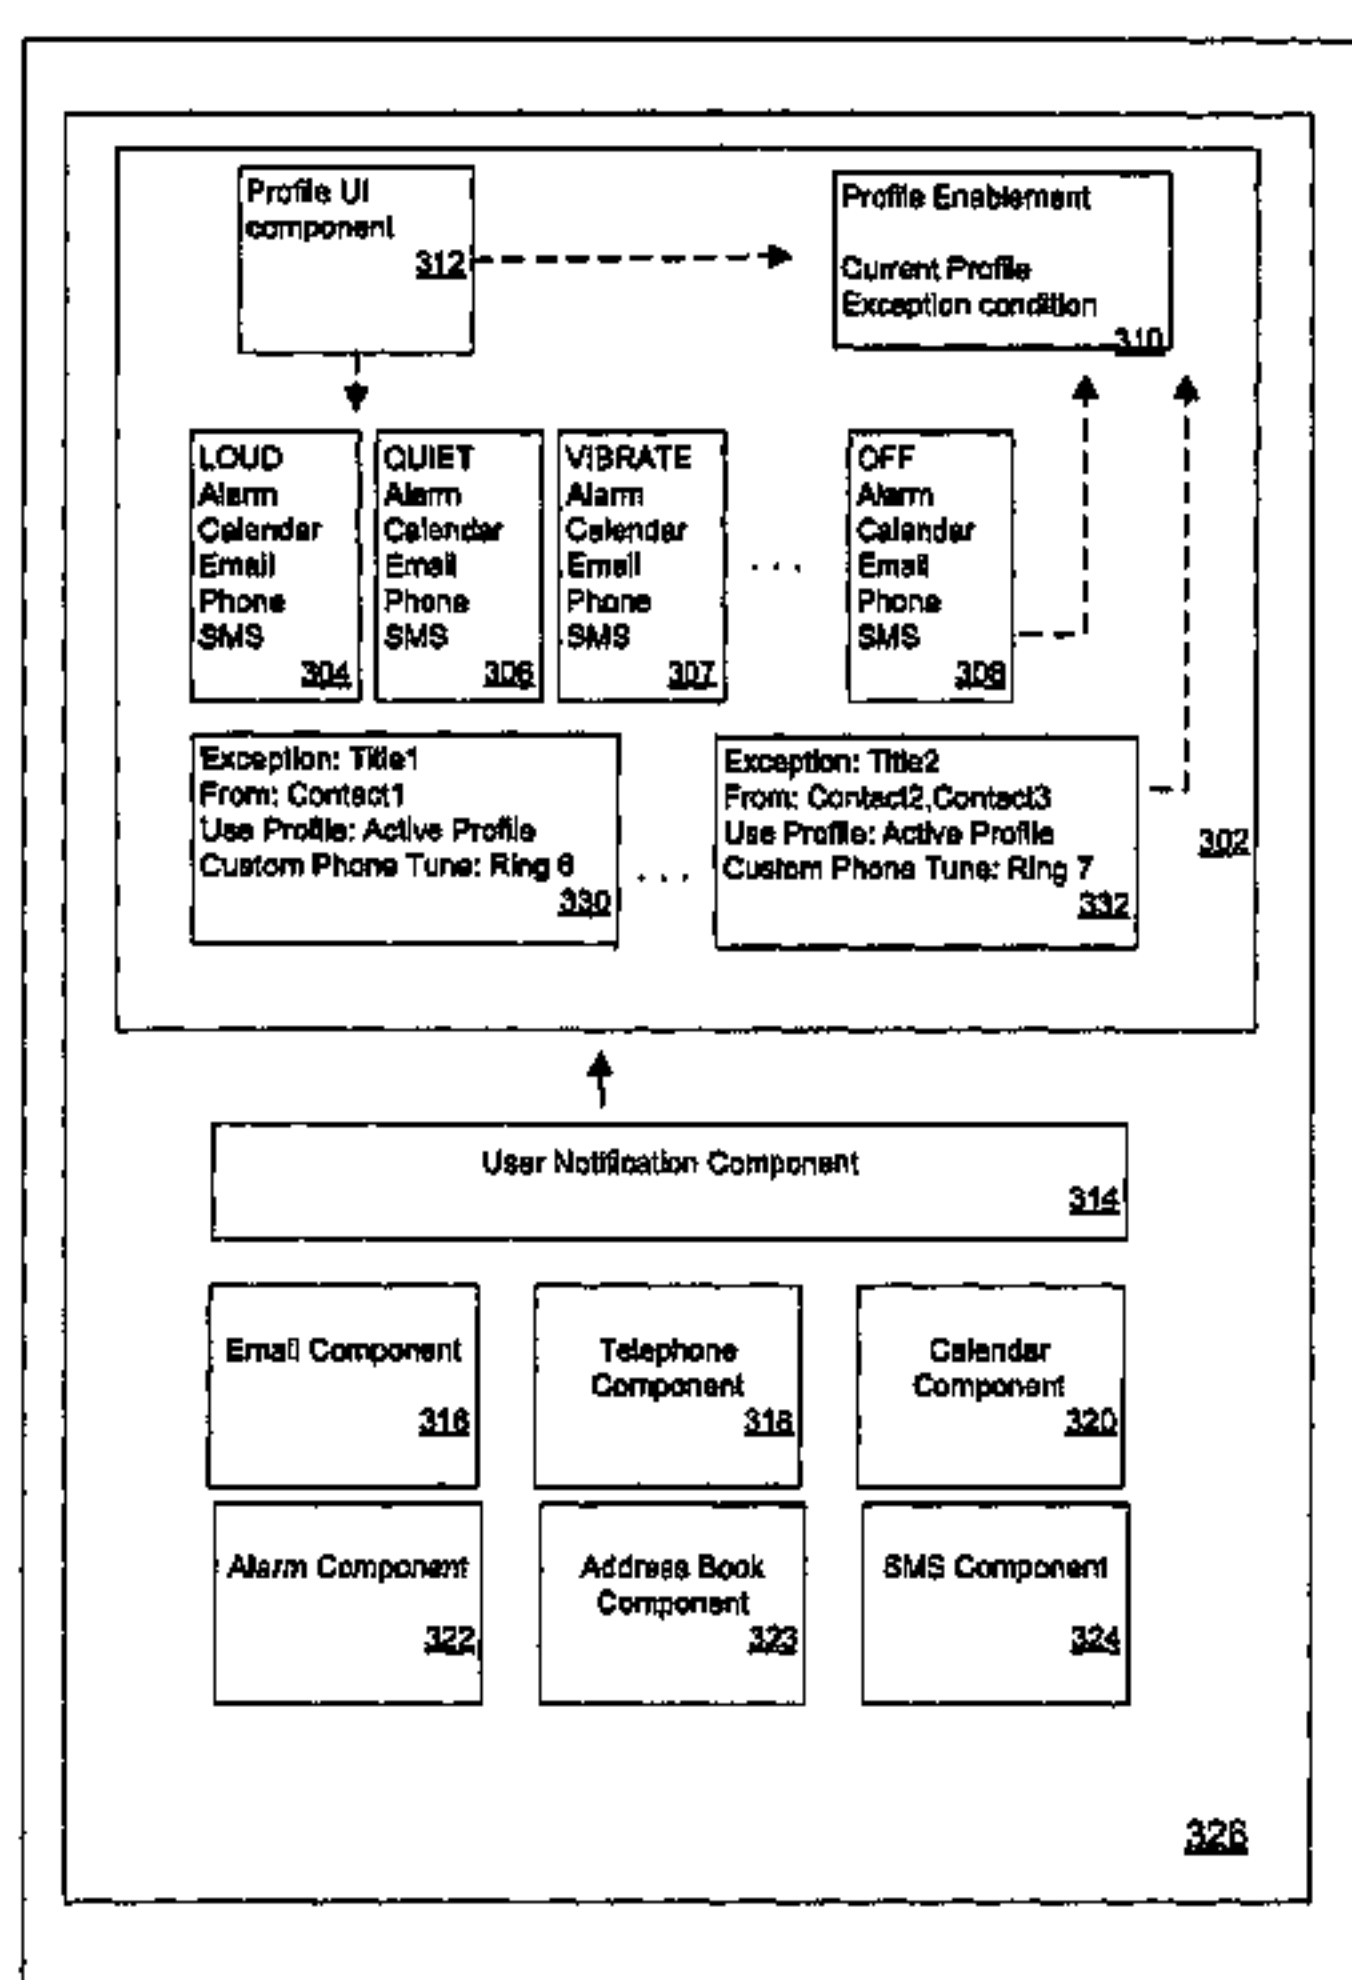 Profile UI
component
312
Profile Enablement
Current Profile
Exception condition
310
LOUD
Alarm
Calendar
Email
Phone
SMS
304
QUIET
Alarm
Calendar
Email
Phone
SMS
306
VIBRATE
Alarm
Calendar
Email
Phone
SMS
307
. . .
OFF
Alarm
Calendar
Email
Phone
SMS
308
Exception: Title1
From: Contact1
Use Profile: Active Profile
Custom Phone Tune: Ring 6
330
. . .
Exception: Title2
From: Contact2,Contact3
Use Profile: Active Profile
Custom Phone Tune: Ring 7
332
302
User Notification Component
314
Email Component
316
Telephone
Component
318
Calendar
Component
320
Alarm Component
322
Address Book
Component
323
SMS Component
324
326